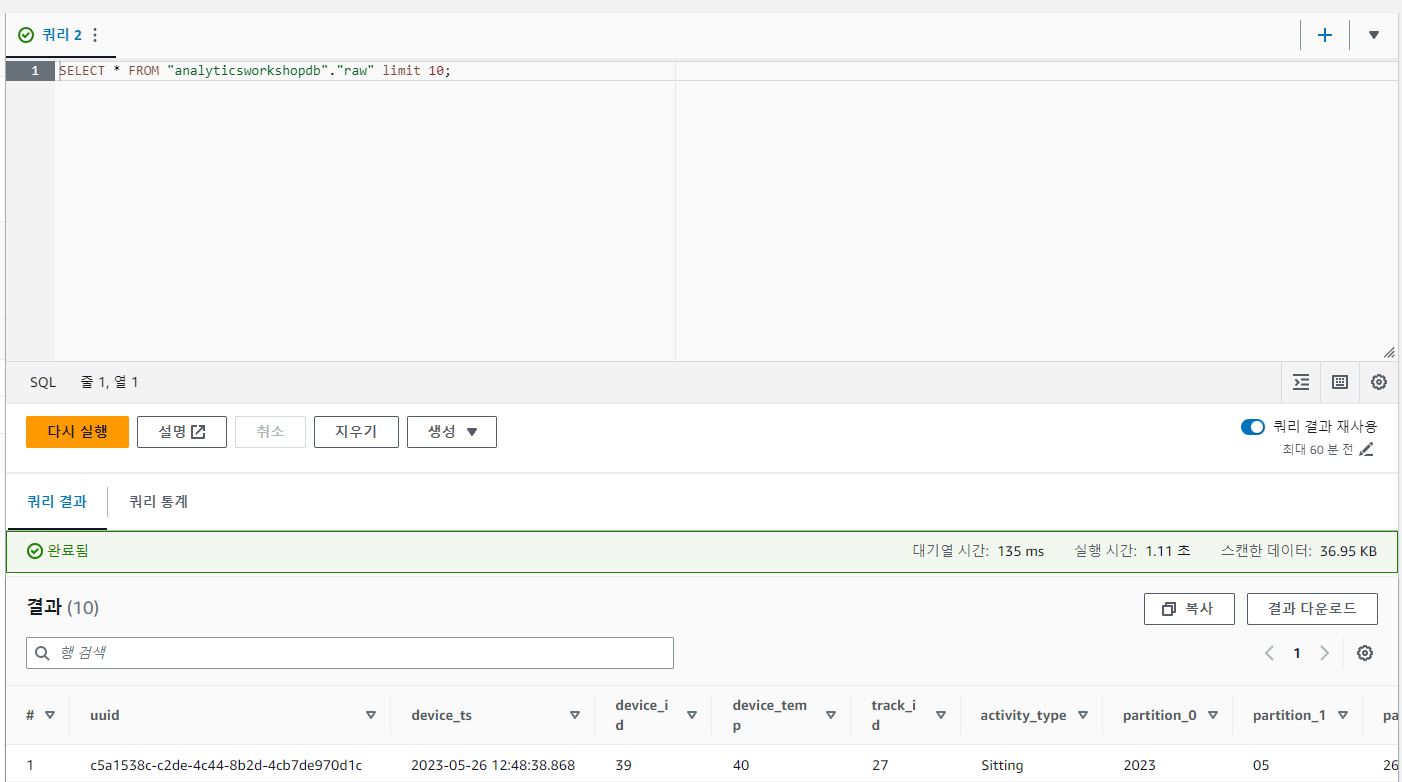 쿼리 2
1 SELECT * FROM "analyticsworkshopdb"."raw" limit 10;
SQL 줄 1, 열 1
다시 실행 설명 취소 지우기 생성 쿼리 결과 재사용
최대 60 분 전
쿼리 결과 쿼리 통계
완료됨 대기열 시간: 135 ms 실행 시간: 1.11 초 스캔한 데이터: 36.95 KB
결과 (10) 복사 결과 다운로드
행 검색 1
# uuid device_ts device_id device_temp track_id activity_type partition_0 partition_1 pa
1 c5a1538c-c2de-4c44-8b2d-4cb7de970d1c 2023-05-26 12:48:38.868 39 40 27 Sitting 2023 05 26